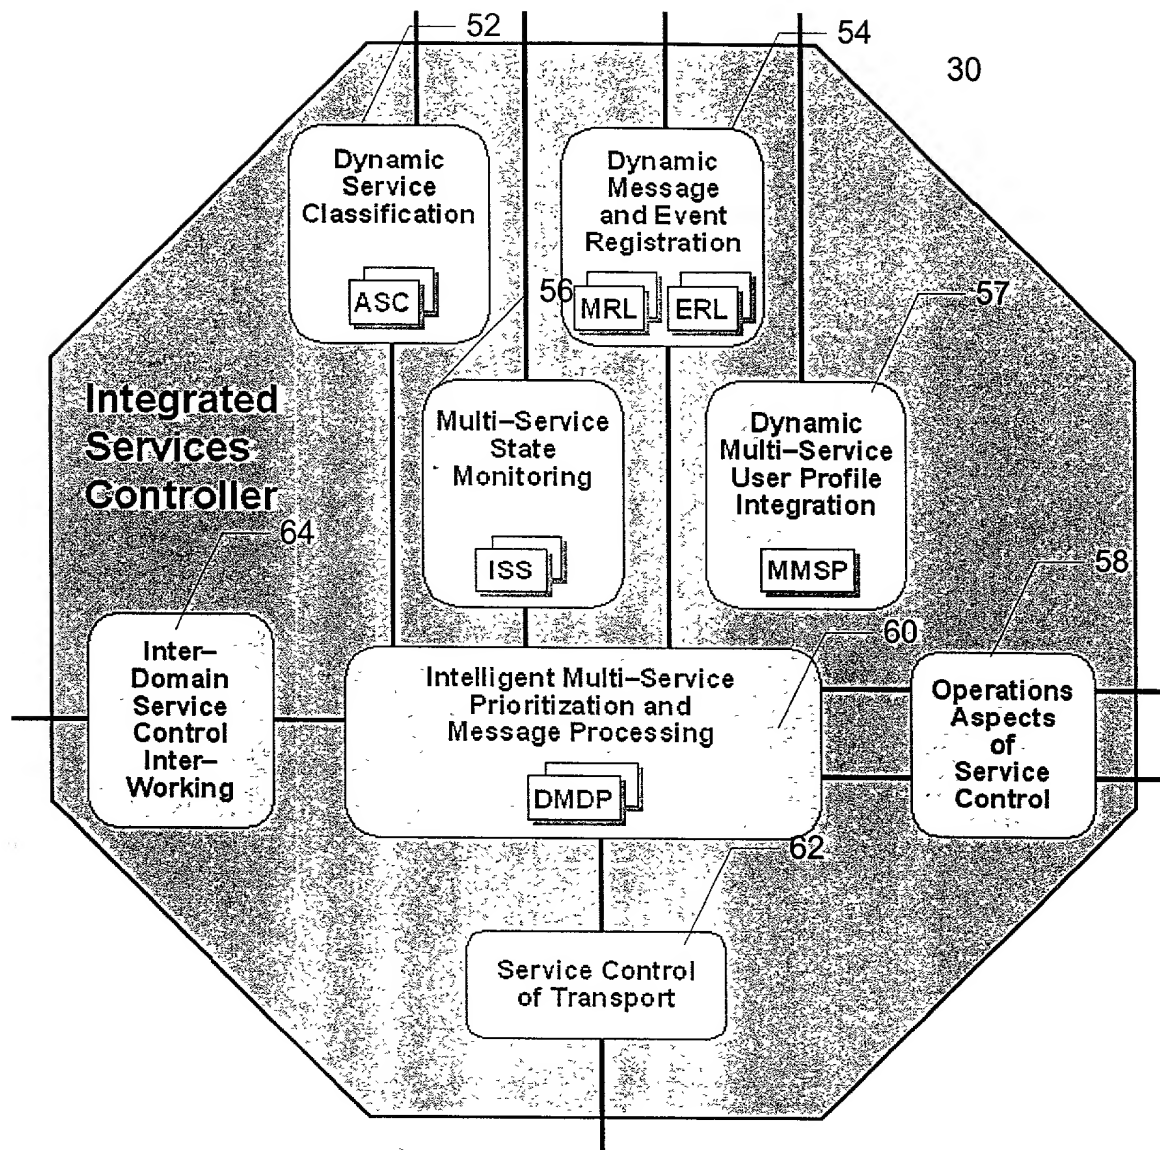 52
54
30
Dynamic
Service
Classification
ASC
Dynamic
Message
and Event
Registration
MRL
ERL
56
57
Integrated
Services
Controller
Multi–Service
State
Monitoring
ISS
Dynamic
Multi–Service
User Profile
Integration
MMSP
64
58
60
Inter–
Domain
Service
Control
Inter–
Working
Intelligent Multi–Service
Prioritization and
Message Processing
DMDP
Operations
Aspects
of
Service
Control
62
Service Control
of Transport